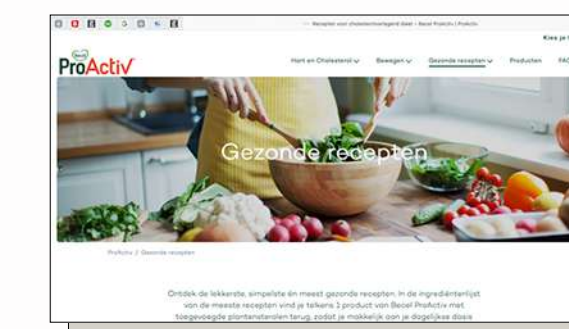 Recepten voor cholesterolverlagend dieet - Becel ProActiv | ProActiv
Kies je
Becel
ProActiv
Hart en Cholesterol
Bewegen
Gezonde recepten
Producten
FAQ
Gezonde recepten
ProActiv / Gezonde recepten
Ontdek de lekkerste, simpelste én meest gezonde recepten. In de ingrediëntenlijst
van de meeste recepten vind je telkens 1 product van Becel ProActiv met
toegevoegde plantensterolen terug, zodat je makkelijk aan je dagelijkse dosis